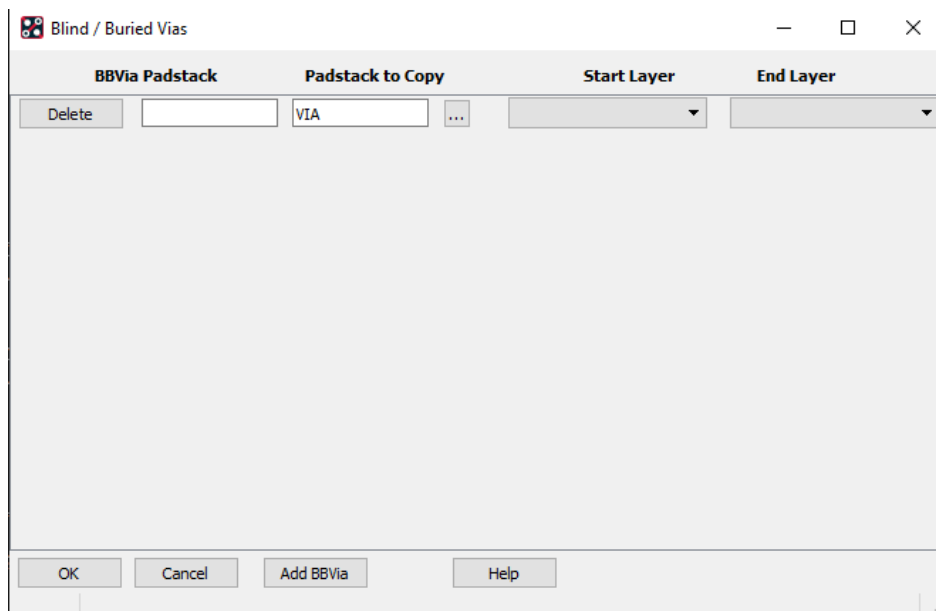 Blind / Buried Vias
BBVia Padstack Padstack to Copy Start Layer End Layer
Delete VIA ...
OK Cancel Add BBVia Help